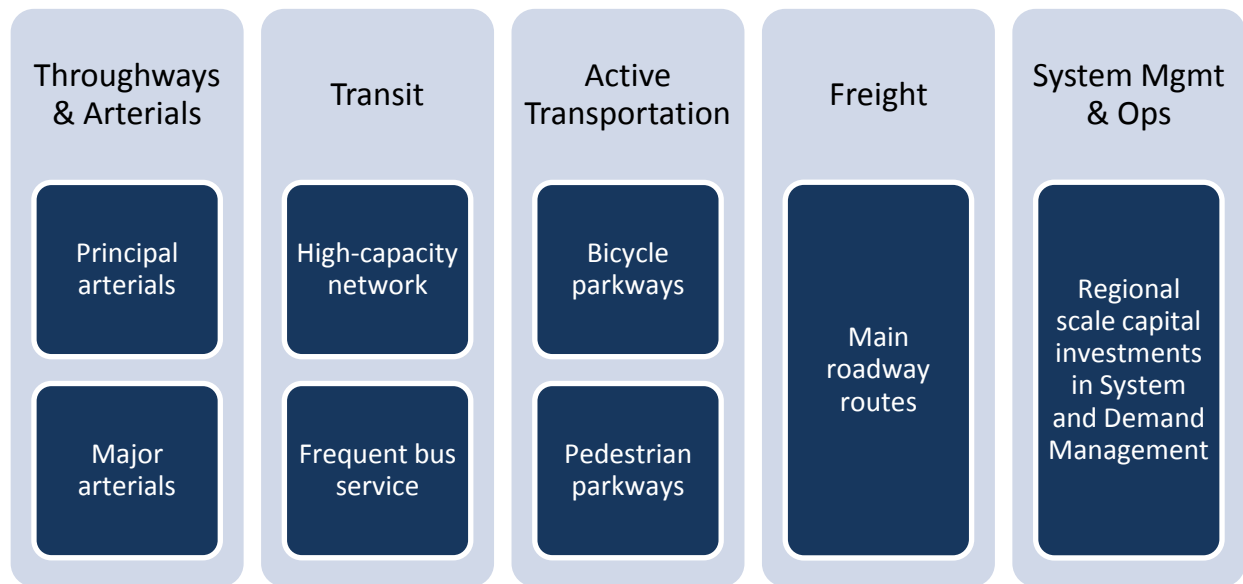 Throughways
& Arterials
Principal
arterials
Major
arterials
Transit
High-capacity
network
Frequent bus
service
Active
Transportation
Bicycle
parkways
Pedestrian
parkways
Freight
Main
roadway
routes
System Mgmt
& Ops
Regional
scale capital
investments
in System
and Demand
Management